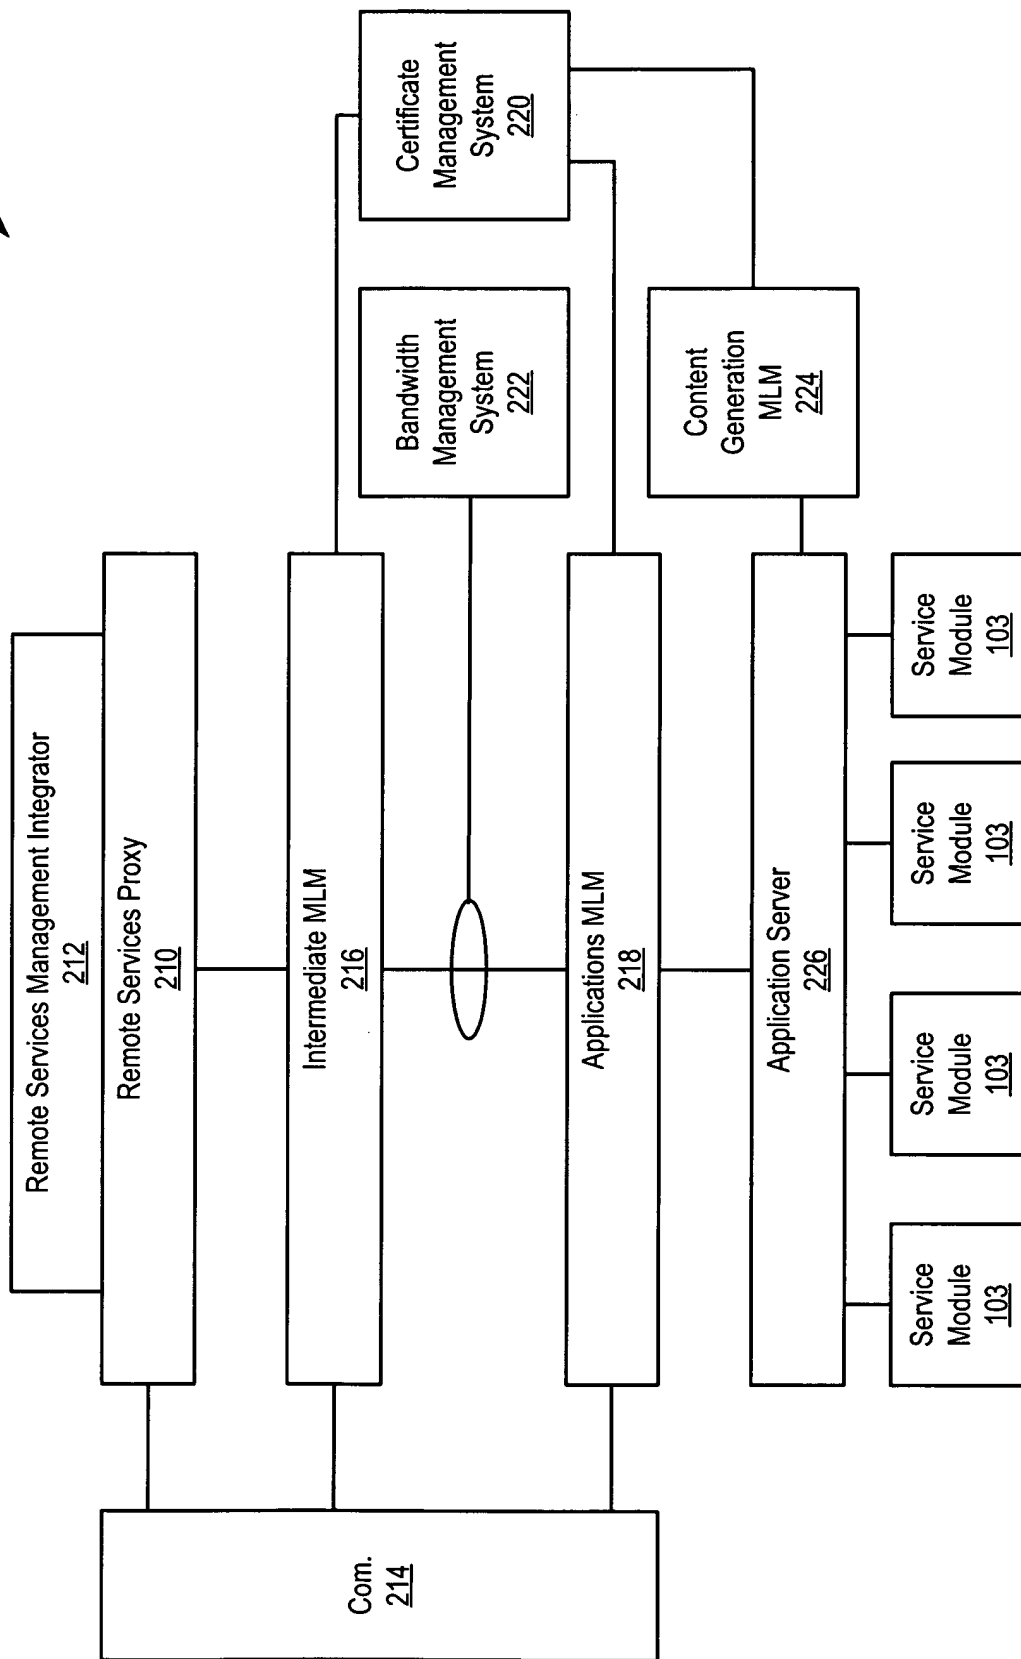 Remote Services Management Integrator
212
Remote Services Proxy
210
Com.
214
Intermediate MLM
216
Certificate
Management
System
220
Bandwidth
Management
System
222
Applications MLM
218
Content
Generation
MLM
224
Application Server
226
Service
Module
103
Service
Module
103
Service
Module
103
Service
Module
103